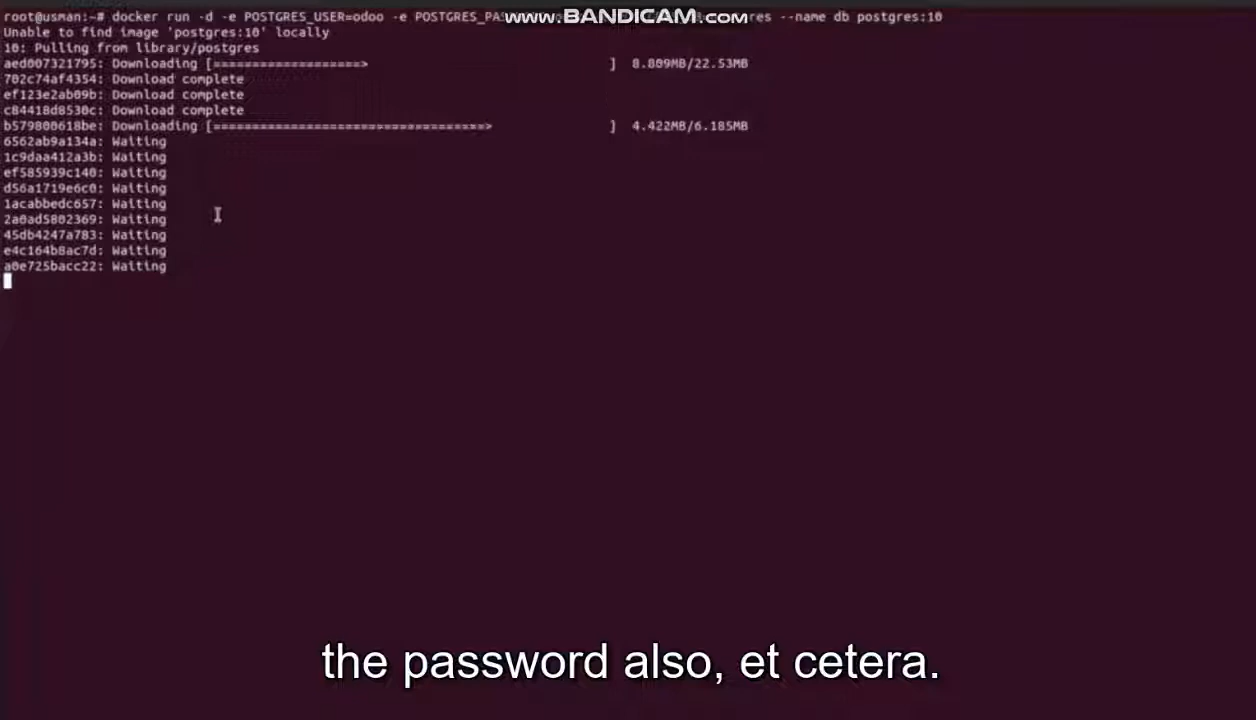 root@usman:~# docker run -d -e POSTGRES_USER=odoo -e POSTGRES_PA www.BANDICAM.com res --name db postgres:10
Unable to find image 'postgres:10' locally
10: Pulling from library/postgres
aed007321795: Downloading [===================> ] 8.809MB/22.53MB
702c74af4354: Download complete
ef123e2ab09b: Download complete
c84418d8530c: Download complete
b579800618be: Downloading [===================================> ] 4.422MB/6.185MB
6562ab9a134a: Waiting
1c9daa412a3b: Waiting
ef585939c140: Waiting
d56a1719e6c0: Waiting
1acabbedc657: Waiting
2a0ad5802369: Waiting
45db4247a783: Waiting
e4c164b8ac7d: Waiting
a0e725bacc22: Waiting
the password also, et cetera.